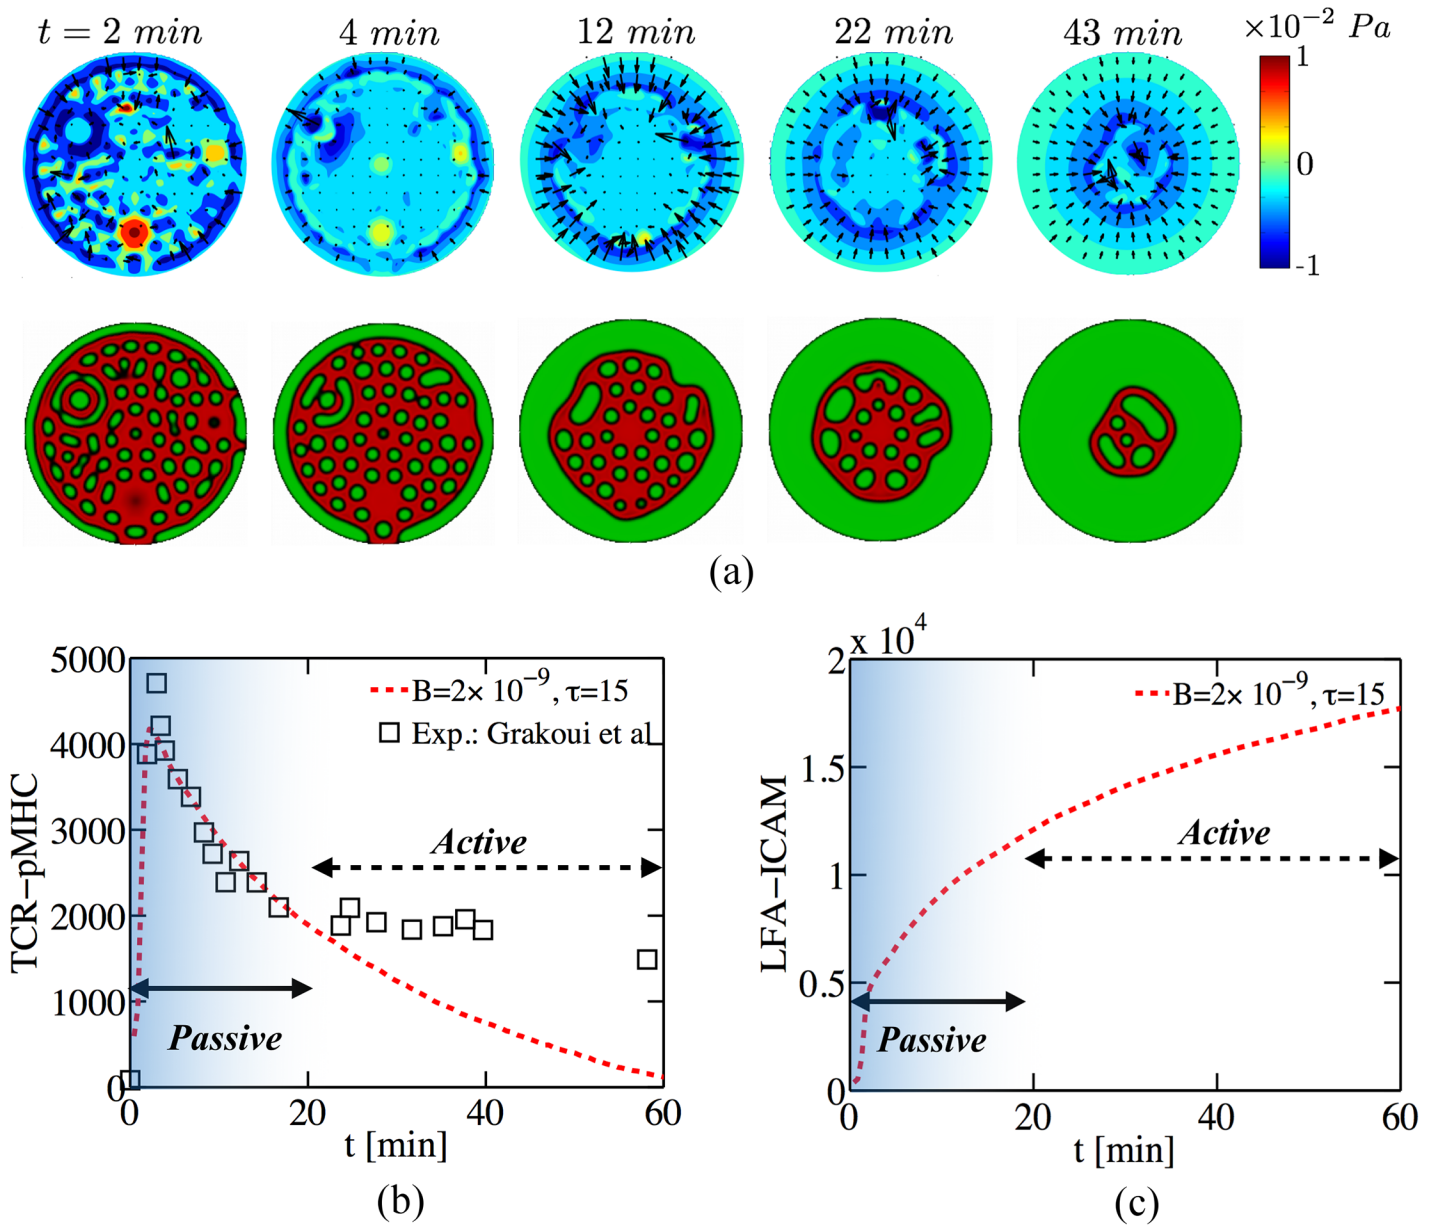 t = 2 min 4 min 12 min 22 min 43 min ×10⁻² Pa
1
0
-1
(a)
5000
4000
3000
2000
1000
0
TCR–pMHC
B=2× 10⁻⁹, τ=15
Exp.: Grakoui et al
Active
Passive
0 20 40 60
t [min]
(b)
x 10⁴
2
1.5
1
0.5
0
LFA–ICAM
B=2× 10⁻⁹, τ=15
Active
Passive
0 20 40 60
t [min]
(c)